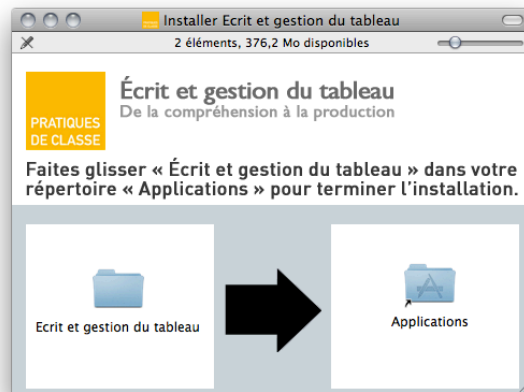 Installer Ecrit et gestion du tableau
2 éléments, 376,2 Mo disponibles
PRATIQUES
DE CLASSE
Écrit et gestion du tableau
De la compréhension à la production
Faites glisser « Écrit et gestion du tableau » dans votre
répertoire « Applications » pour terminer l'installation.
Ecrit et gestion du tableau
Applications